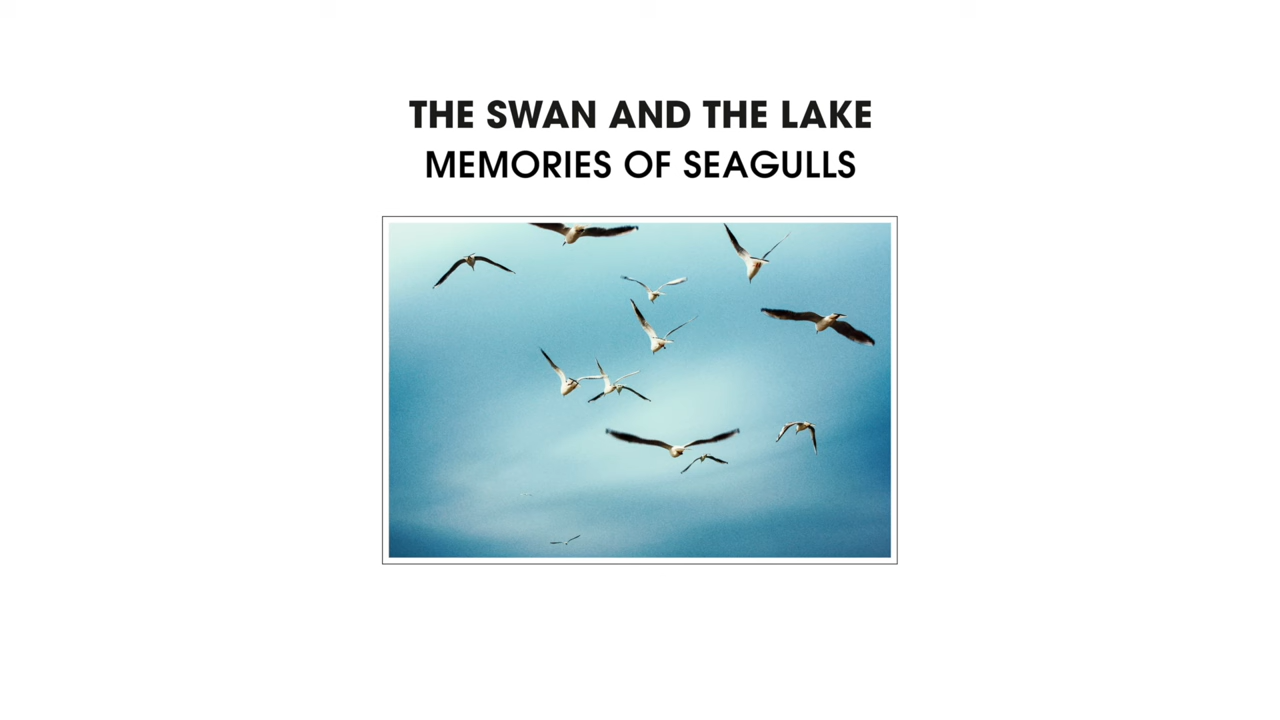 THE SWAN AND THE LAKE
MEMORIES OF SEAGULLS